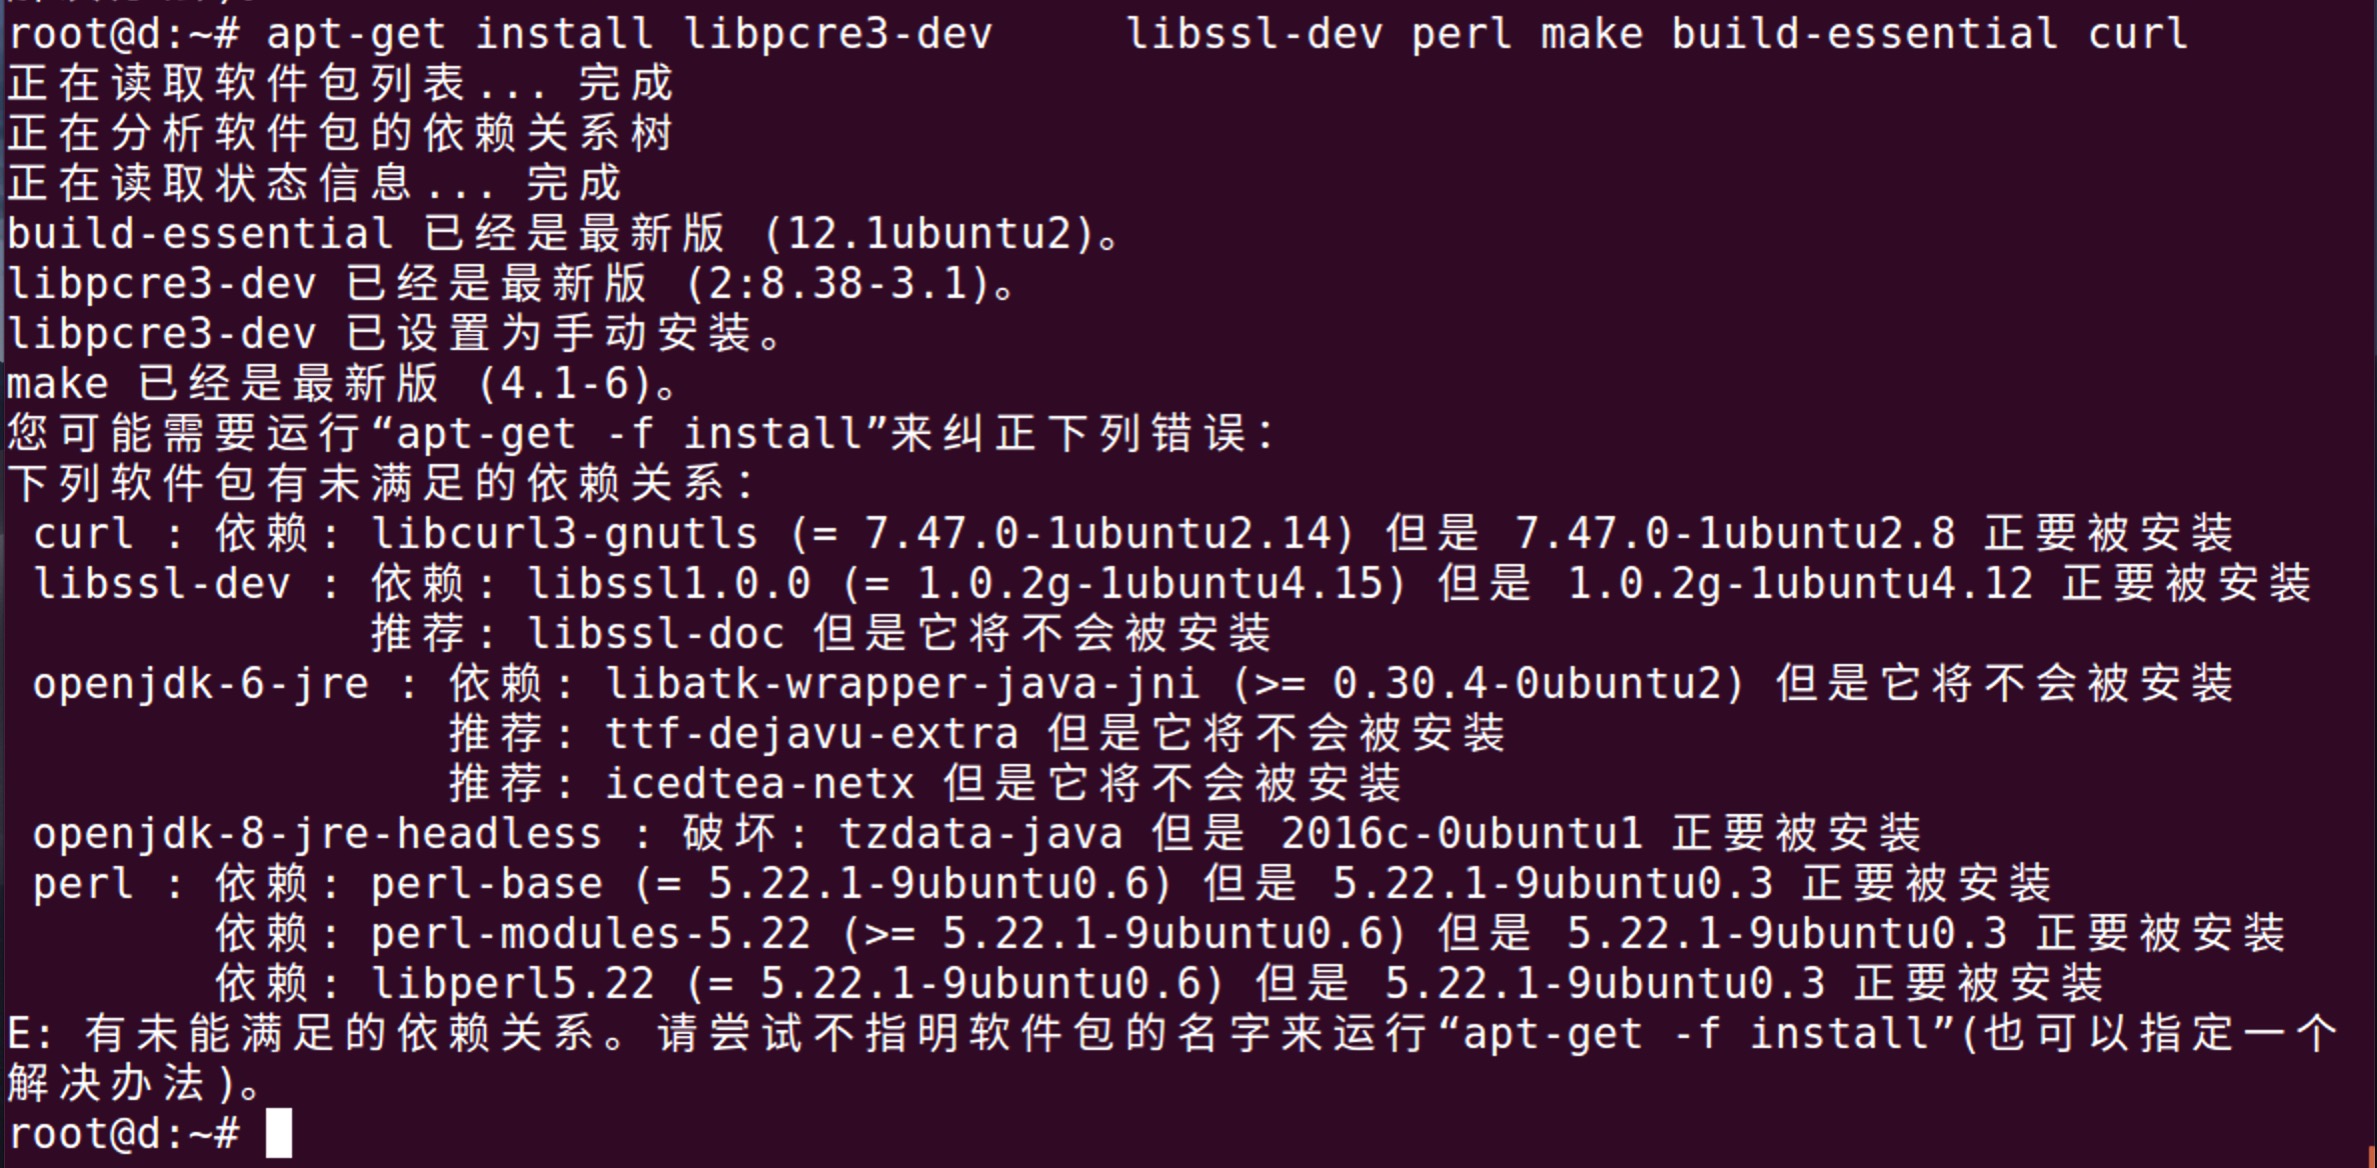 root@d:~# apt-get install libpcre3-dev     libssl-dev perl make build-essential curl
正在读取软件包列表... 完成
正在分析软件包的依赖关系树
正在读取状态信息... 完成
build-essential 已经是最新版 (12.1ubuntu2)。
libpcre3-dev 已经是最新版 (2:8.38-3.1)。
libpcre3-dev 已设置为手动安装。
make 已经是最新版 (4.1-6)。
您可能需要运行“apt-get -f install”来纠正下列错误：
下列软件包有未满足的依赖关系：
 curl : 依赖: libcurl3-gnutls (= 7.47.0-1ubuntu2.14) 但是 7.47.0-1ubuntu2.8 正要被安装
 libssl-dev : 依赖: libssl1.0.0 (= 1.0.2g-1ubuntu4.15) 但是 1.0.2g-1ubuntu4.12 正要被安装
              推荐: libssl-doc 但是它将不会被安装
 openjdk-6-jre : 依赖: libatk-wrapper-java-jni (>= 0.30.4-0ubuntu2) 但是它将不会被安装
                 推荐: ttf-dejavu-extra 但是它将不会被安装
                 推荐: icedtea-netx 但是它将不会被安装
 openjdk-8-jre-headless : 破坏: tzdata-java 但是 2016c-0ubuntu1 正要被安装
 perl : 依赖: perl-base (= 5.22.1-9ubuntu0.6) 但是 5.22.1-9ubuntu0.3 正要被安装
        依赖: perl-modules-5.22 (>= 5.22.1-9ubuntu0.6) 但是 5.22.1-9ubuntu0.3 正要被安装
        依赖: libperl5.22 (= 5.22.1-9ubuntu0.6) 但是 5.22.1-9ubuntu0.3 正要被安装
E: 有未能满足的依赖关系。请尝试不指明软件包的名字来运行“apt-get -f install”(也可以指定一个
解决办法)。
root@d:~#